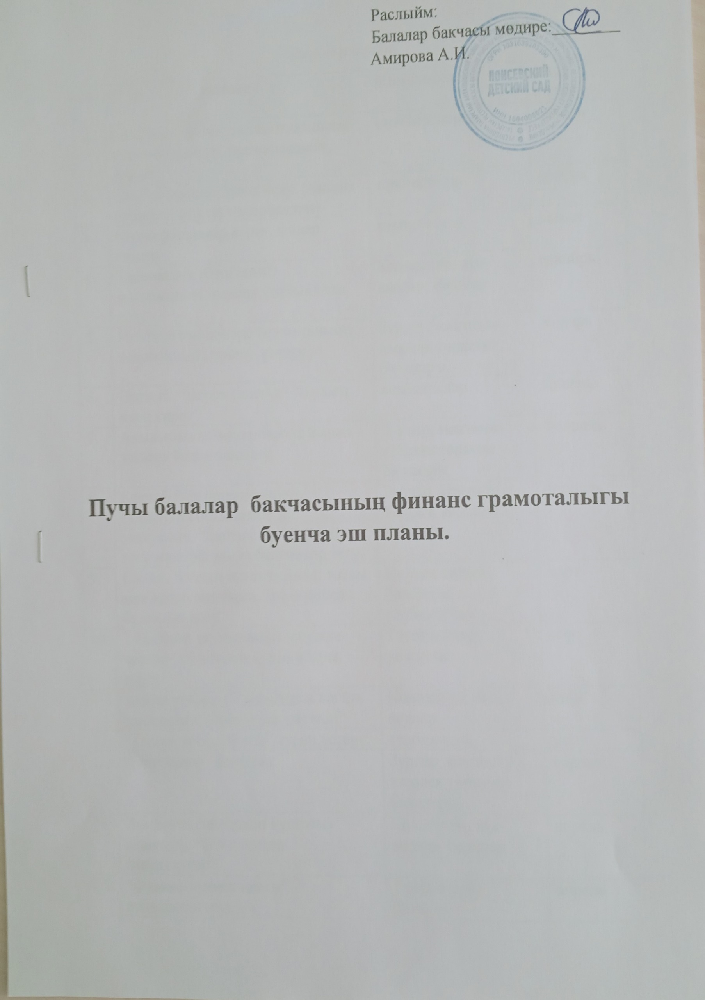 Раслыйм:
Балалар бакчасы мөдире:
Амирова А.И.
ПОИСЕВСКИЙ
ДЕТСКИЙ САД
Пучы балалар бакчасының финанс грамоталыгы
буенча эш планы.